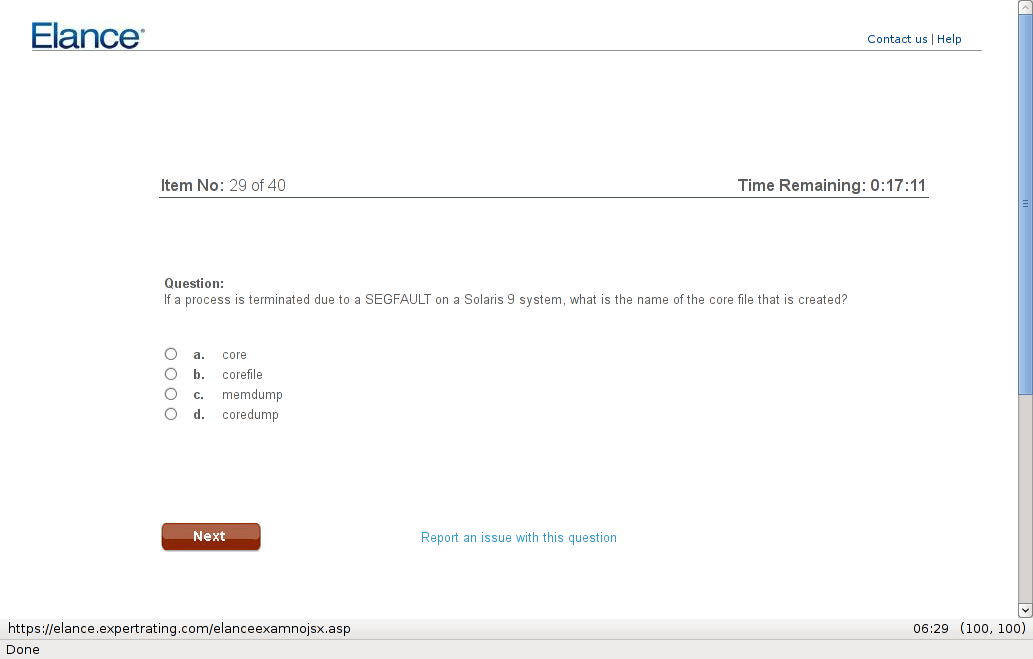 Elance®
Contact us | Help
Item No: 29 of 40
Time Remaining: 0:17:11
Question:
If a process is terminated due to a SEGFAULT on a Solaris 9 system, what is the name of the core file that is created?
a. core
b. corefile
c. memdump
d. coredump
Next
Report an issue with this question
https://elance.expertrating.com/elanceexamnojsx.asp
06:29 (100, 100)
Done